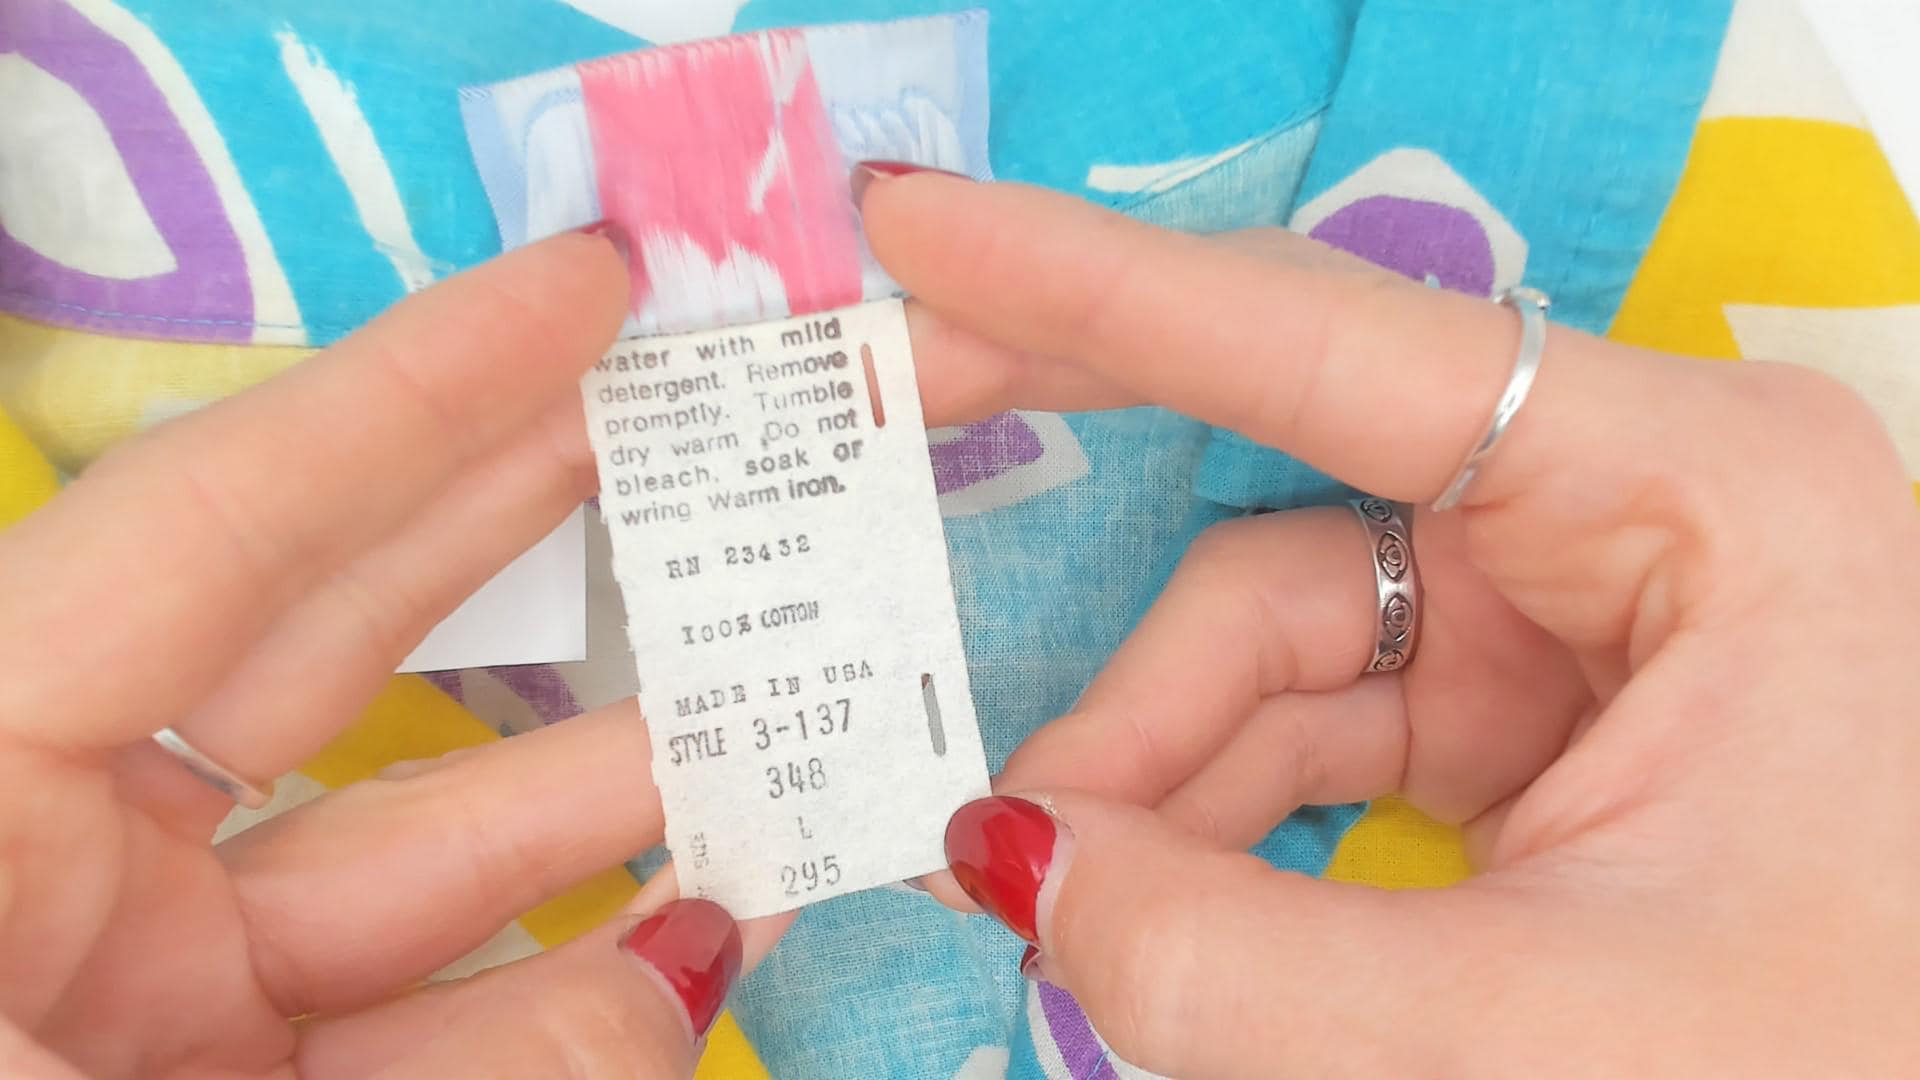 water with mild
detergent. Remove
promptly. Tumble
dry warm .Do not
bleach, soak or
wring Warm iron.
RN 23432
100% COTTON
MADE IN USA
STYLE 3-137
348
L
295